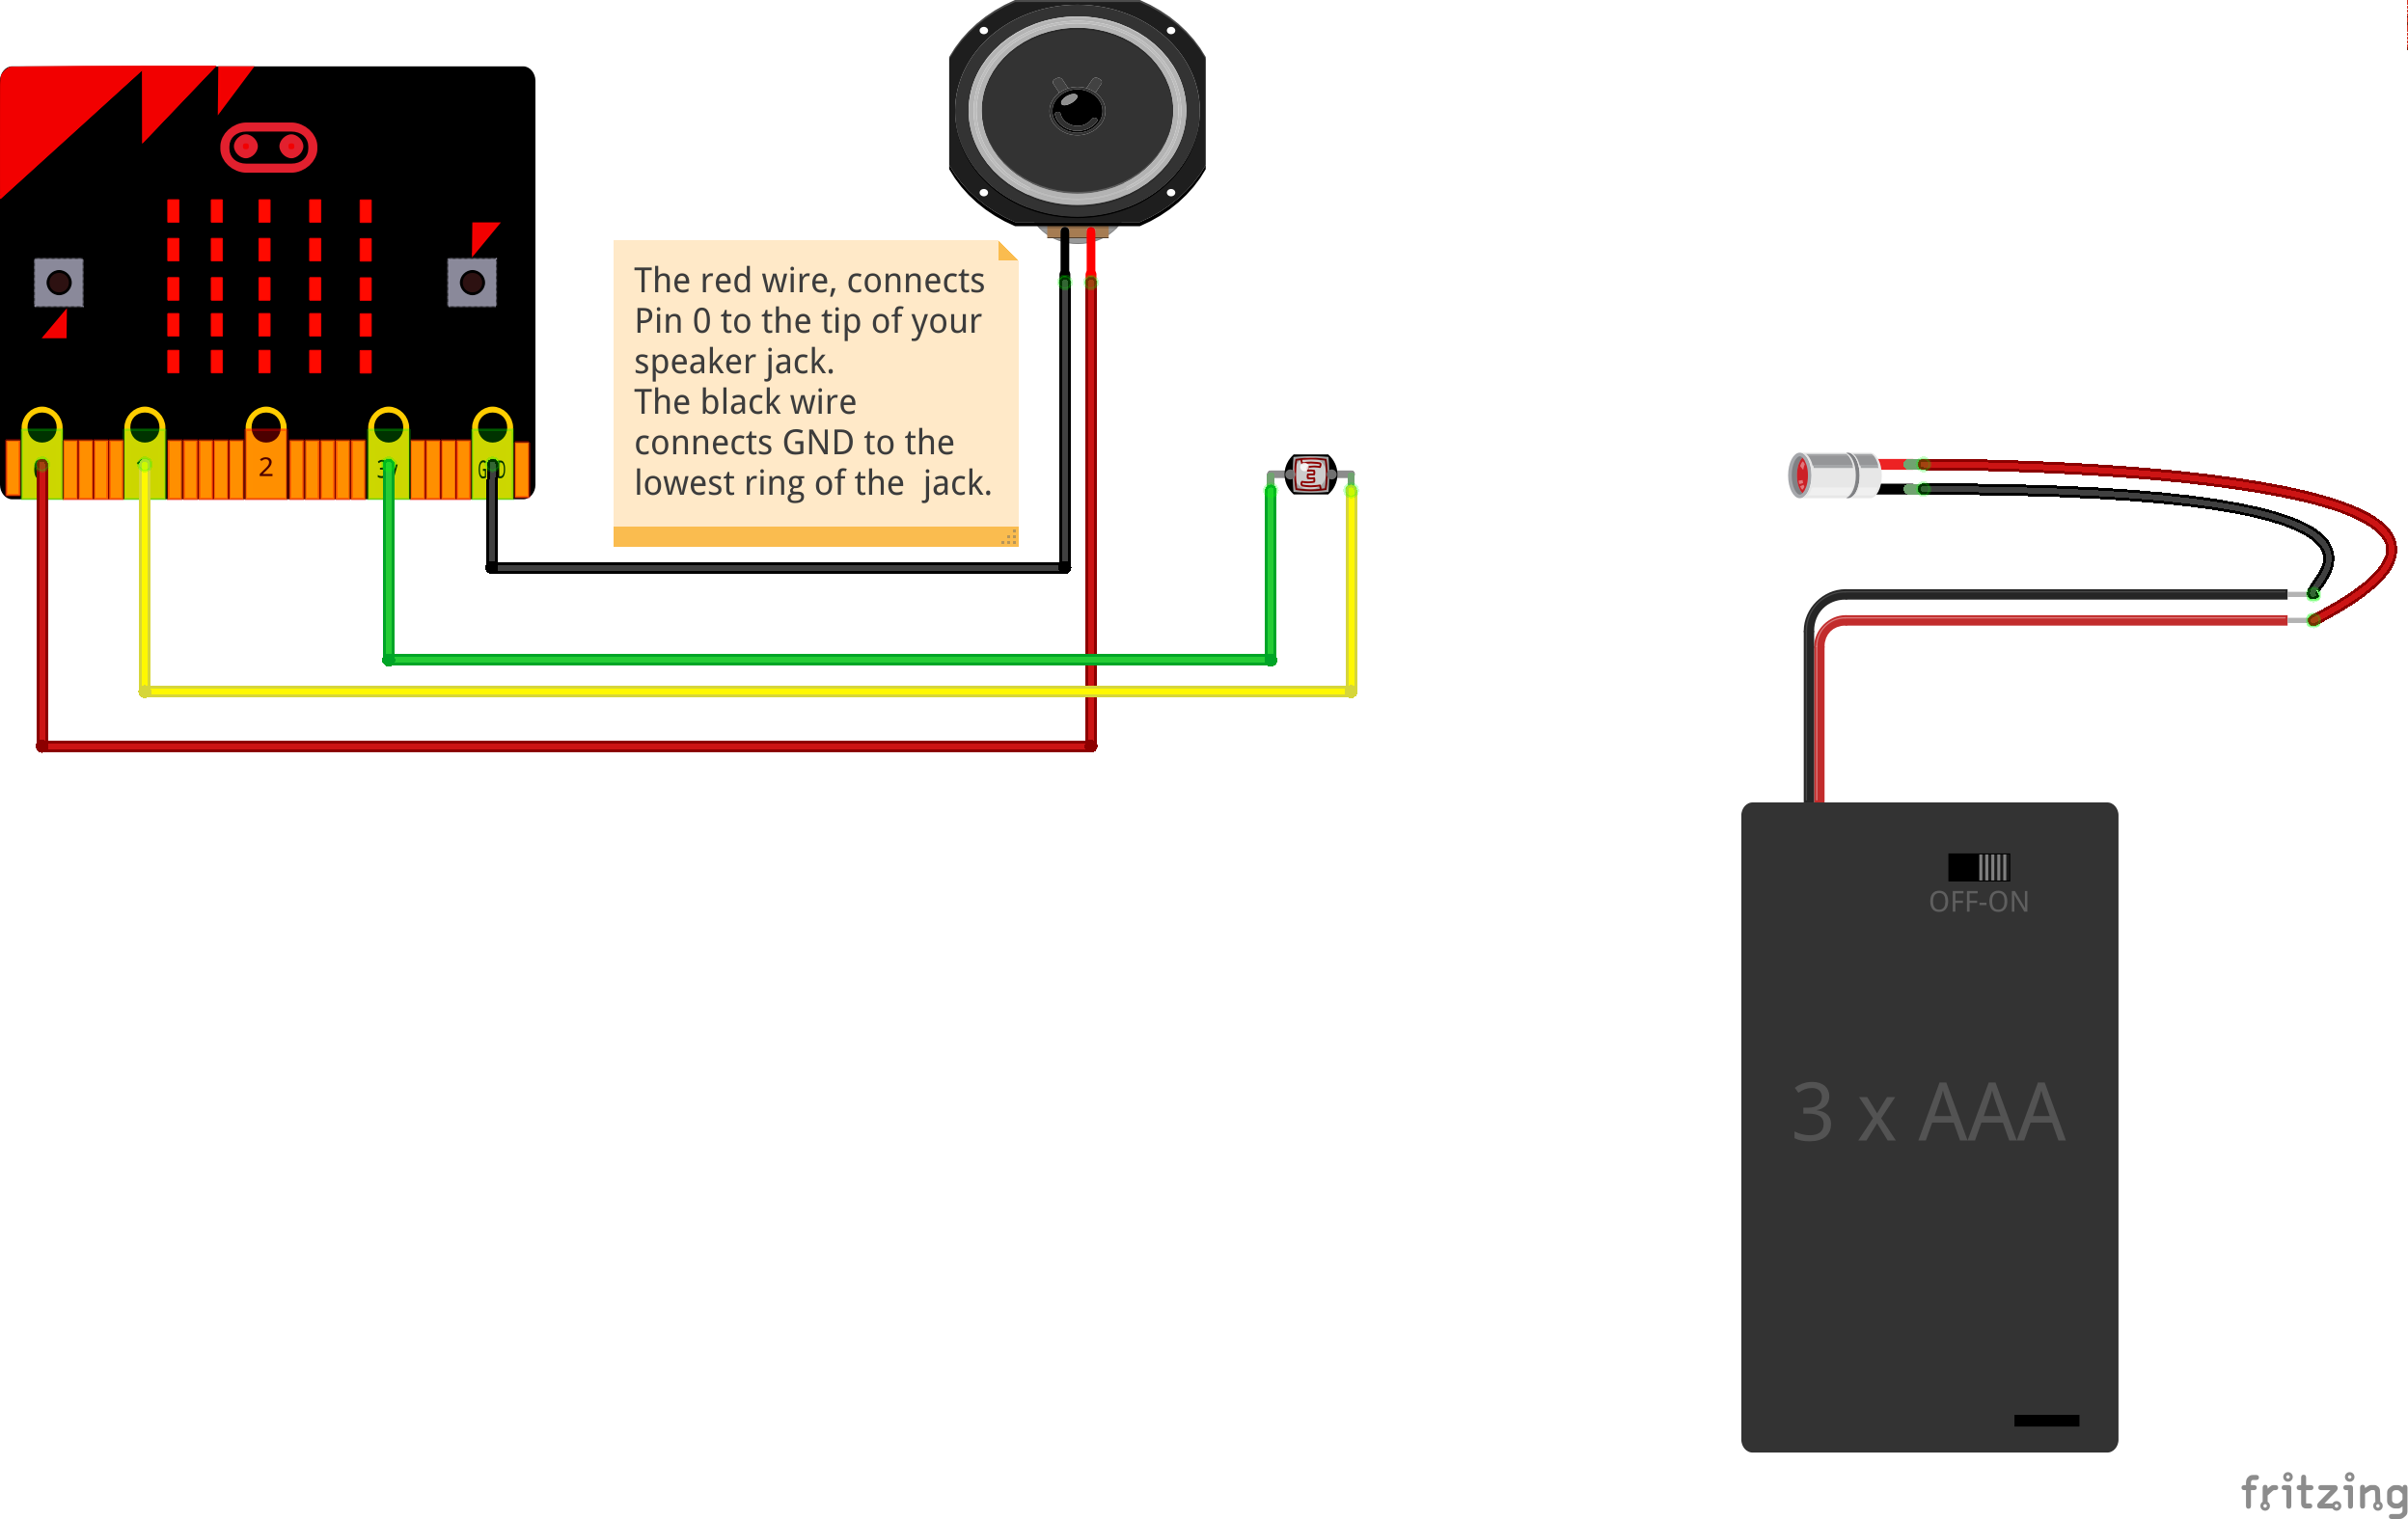 The red wire, connects
Pin 0 to the tip of your
speaker jack.
The black wire
connects GND to the
lowest ring of the jack.
2
GND
OFF-ON
3 x AAA
fritzing